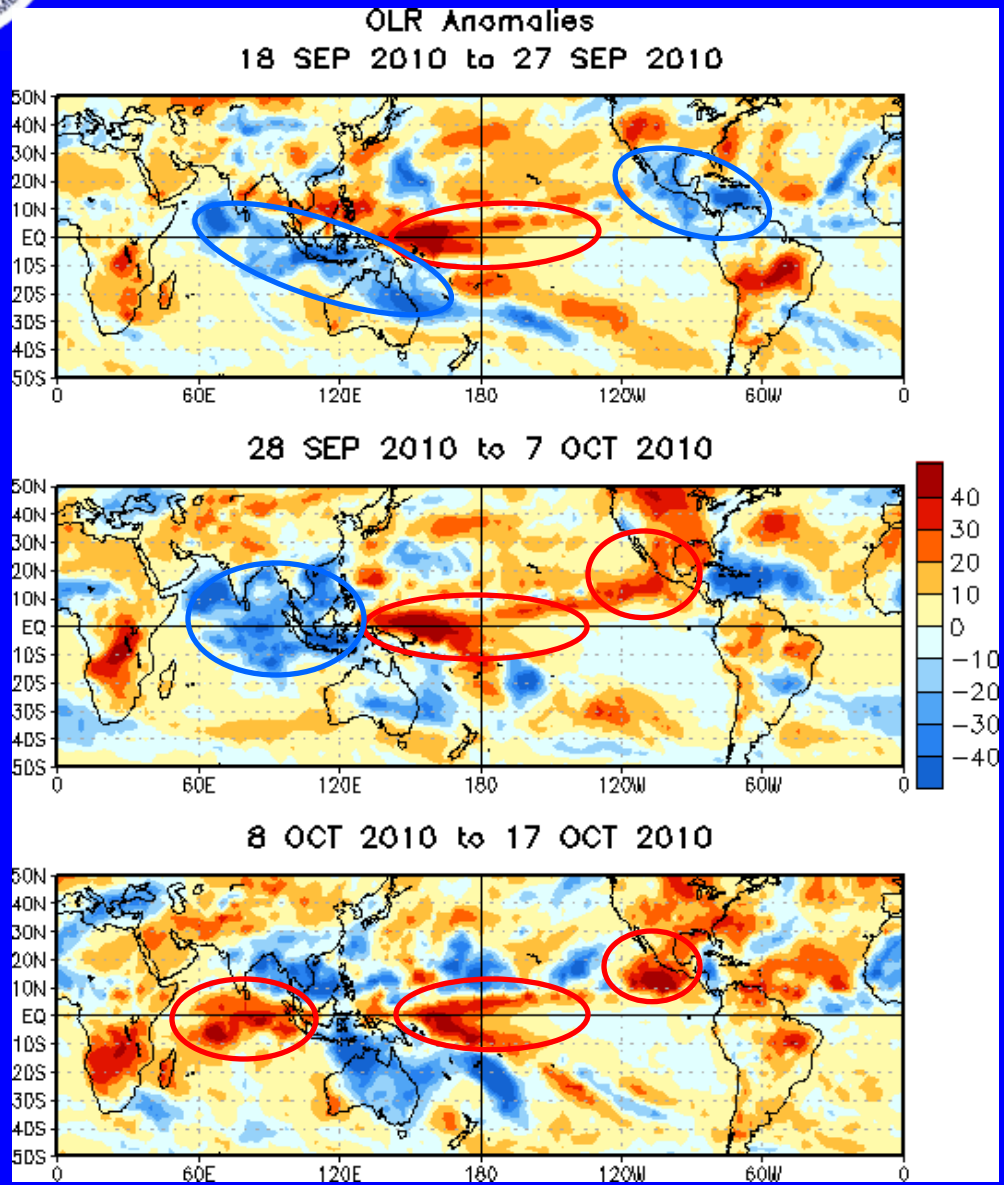 OLR Anomalies
18 SEP 2010 to 27 SEP 2010
50N
40N
30N
20N
10N
EQ
10S
20S
30S
40S
50S
0 60E 120E 180 120W 60W 0
28 SEP 2010 to 7 OCT 2010
50N
40N
30N
20N
10N
EQ
10S
20S
30S
40S
50S
0 60E 120E 180 120W 60W 0
40
30
20
10
0
−10
−20
−30
−40
8 OCT 2010 to 17 OCT 2010
50N
40N
30N
20N
10N
EQ
10S
20S
30S
40S
50S
0 60E 120E 180 120W 60W 0